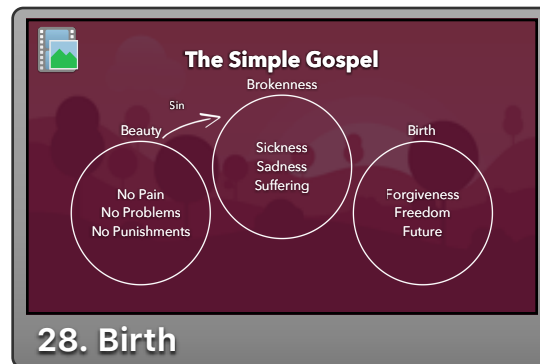 The Simple Gospel
Brokenness
Sin
Beauty
Birth
Sickness
Sadness
Suffering
No Pain
No Problems
No Punishments
Forgiveness
Freedom
Future
28. Birth